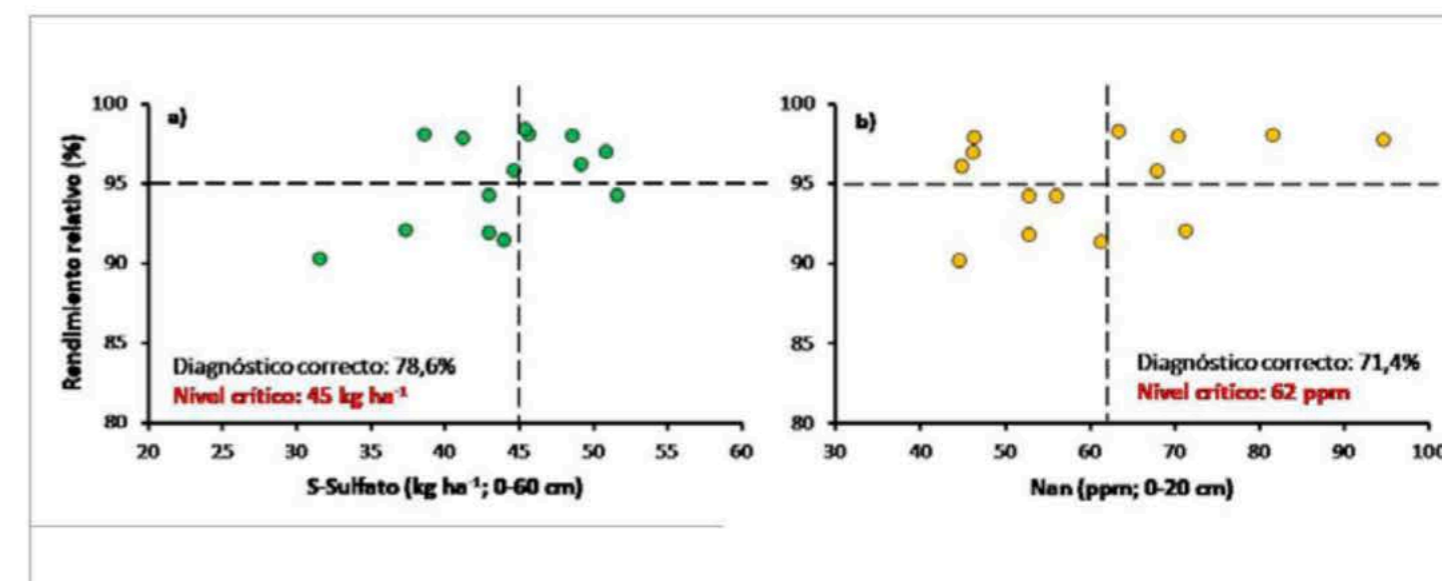 a)
Rendimiento relativo (%)
100
95
90
85
80
Diagnóstico correcto: 78,6%
Nivel crítico: 45 kg ha⁻¹
20 25 30 35 40 45 50 55 60
S-Sulfato (kg ha⁻¹; 0-60 cm)
b)
100
95
90
85
80
Diagnóstico correcto: 71,4%
Nivel crítico: 62 ppm
30 40 50 60 70 80 90 100
Nan (ppm; 0-20 cm)